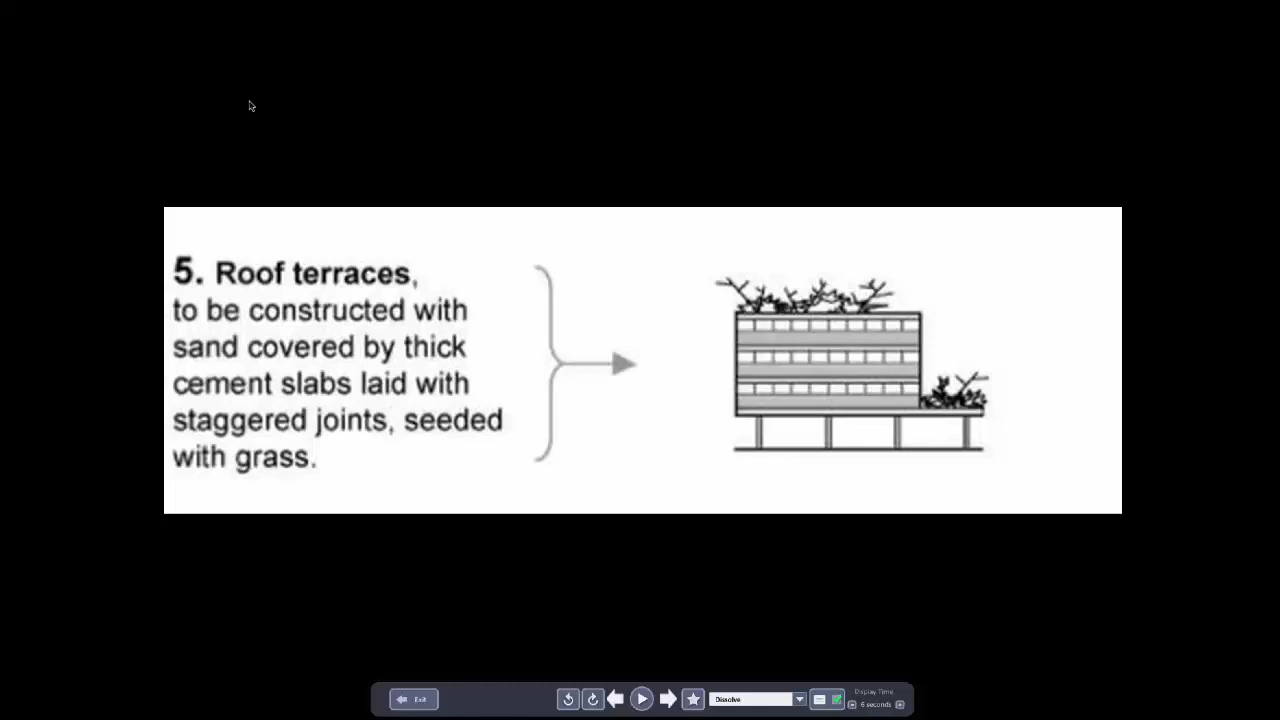 5. Roof terraces,
to be constructed with
sand covered by thick
cement slabs laid with
staggered joints, seeded
with grass.
Exit
Dissolve
Display Time
6 seconds